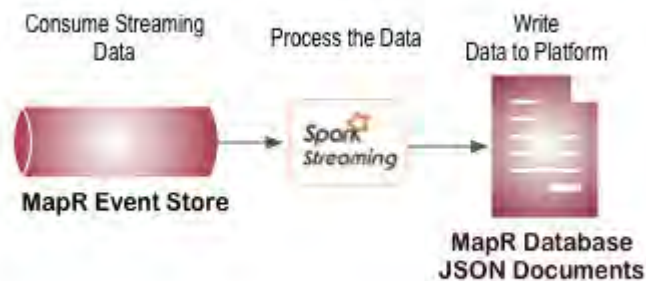 Consume Streaming
Data
Process the Data
Write
Data to Platform
Spark
Streaming
MapR Event Store
MapR Database
JSON Documents